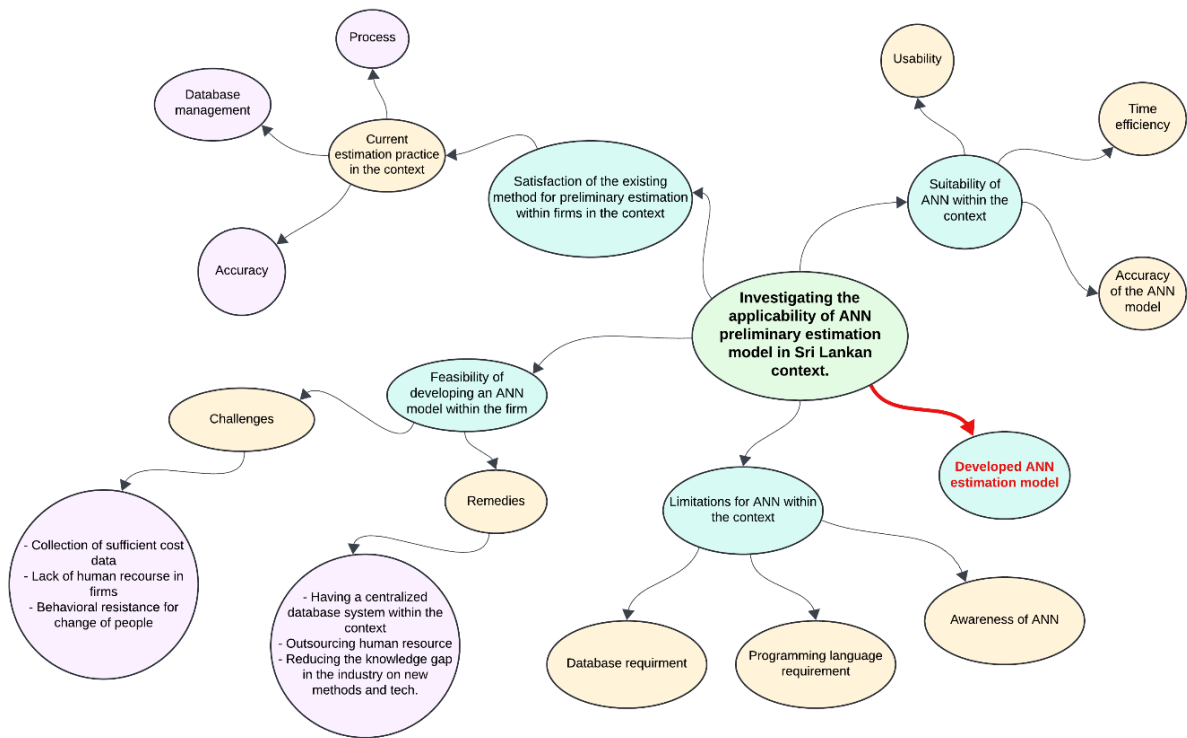 Process
Usability
Database
management
Time
efficiency
Current
estimation practice
in the context
Satisfaction of the existing
method for preliminary estimation
within firms in the context
Suitability of
ANN within the
context
Accuracy
Accuracy
of the ANN
model
Investigating the
applicability of ANN
preliminary estimation
model in Sri Lankan
context.
Feasibility of
developing an ANN
model within the firm
Challenges
Developed ANN
estimation model
Remedies
Limitations for ANN within
the context
- Collection of sufficient cost
data
- Lack of human recourse in
firms
- Behavioral resistance for
change of people
- Having a centralized
database system within the
context
- Outsourcing human resource
- Reducing the knowledge gap
in the industry on new
methods and tech.
Awareness of ANN
Database requirment
Programming language
requirement